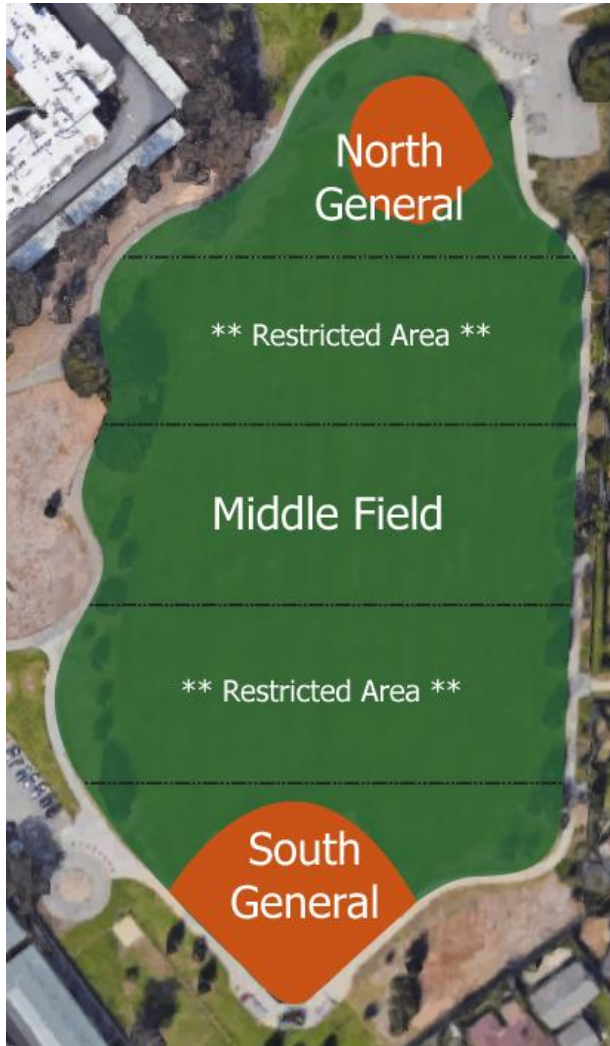 North
General
** Restricted Area **
Middle Field
** Restricted Area **
South
General